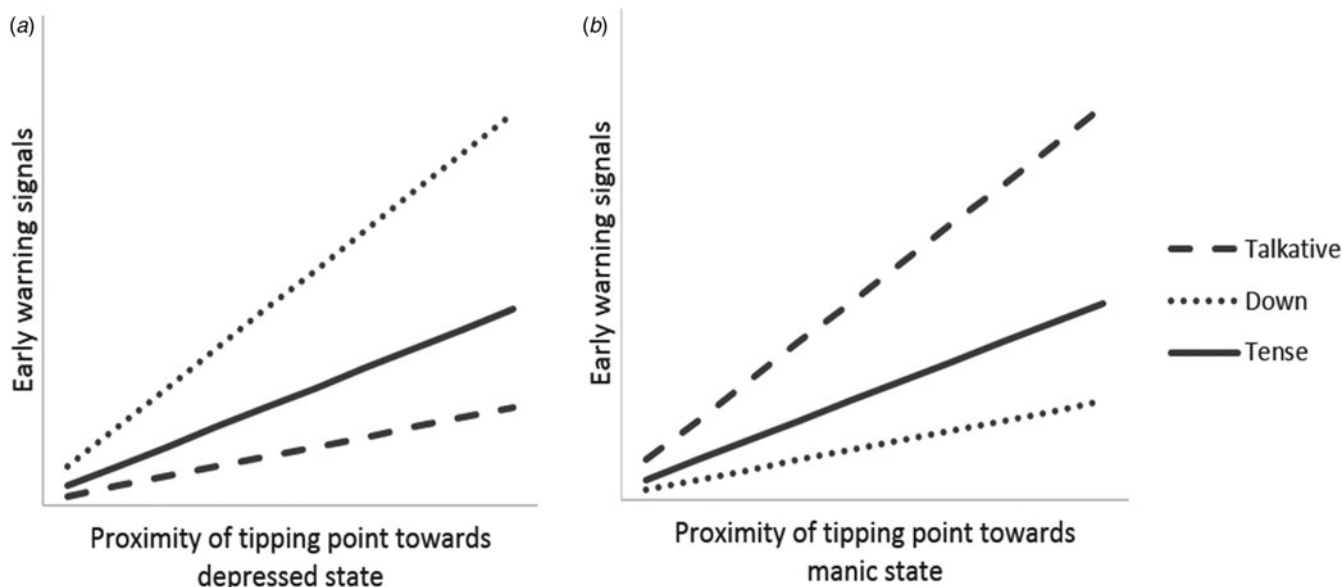 (a)
Early warning signals
Proximity of tipping point towards
depressed state
(b)
Early warning signals
Proximity of tipping point towards
manic state
Talkative
Down
Tense